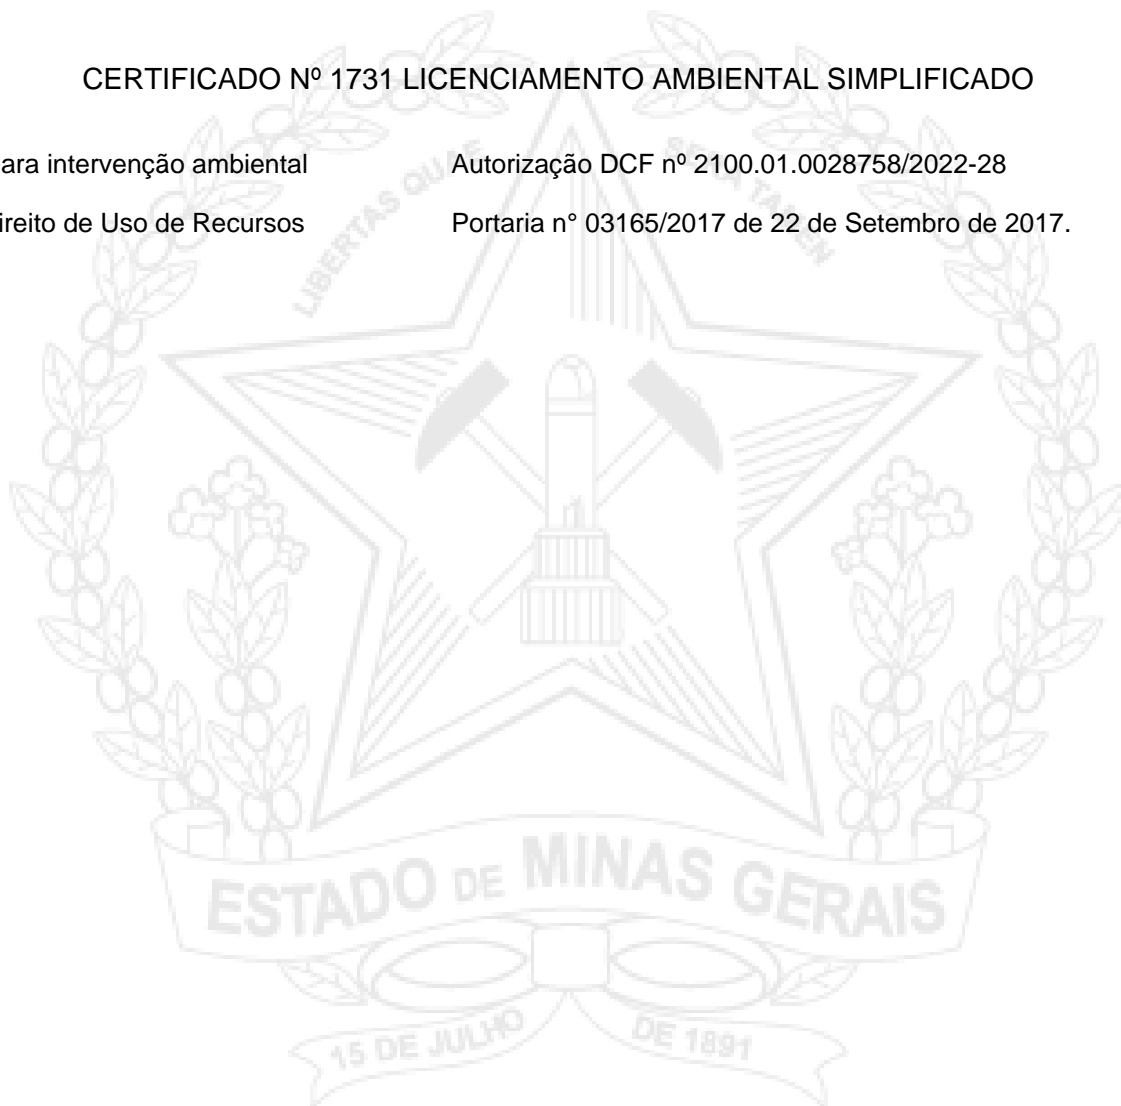 CERTIFICADO Nº 1731 LICENCIAMENTO AMBIENTAL SIMPLIFICADO
ara intervenção ambiental Autorização DCF nº 2100.01.0028758/2022-28
ireito de Uso de Recursos Portaria n° 03165/2017 de 22 de Setembro de 2017.
LIBERTAS QUAE SERA TAMEN
ESTADO DE MINAS GERAIS
15 DE JULHO DE 1891